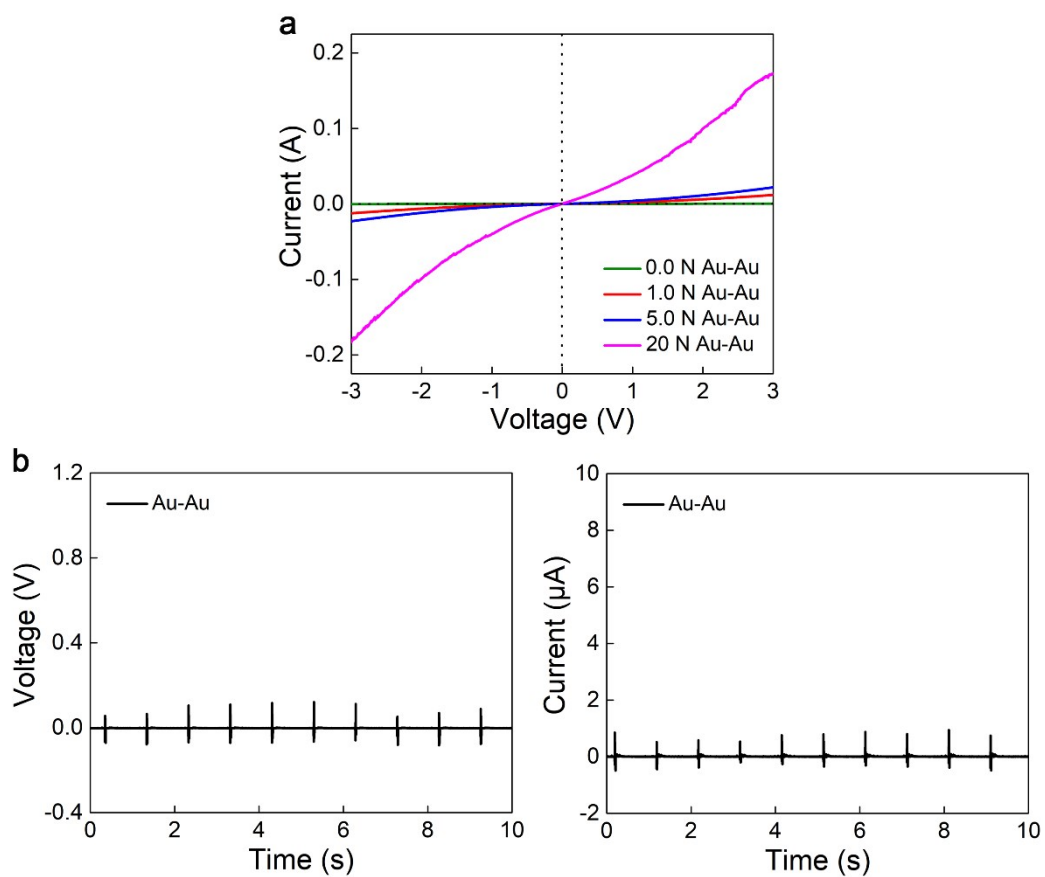 a
0.2
0.1
0.0
-0.1
-0.2
Current (A)
-3 -2 -1 0 1 2 3
Voltage (V)
0.0 N Au-Au
1.0 N Au-Au
5.0 N Au-Au
20 N Au-Au
b
1.2
0.8
0.4
0.0
-0.4
Voltage (V)
Au-Au
0 2 4 6 8 10
Time (s)
10
8
6
4
2
0
-2
Current (μA)
Au-Au
0 2 4 6 8 10
Time (s)